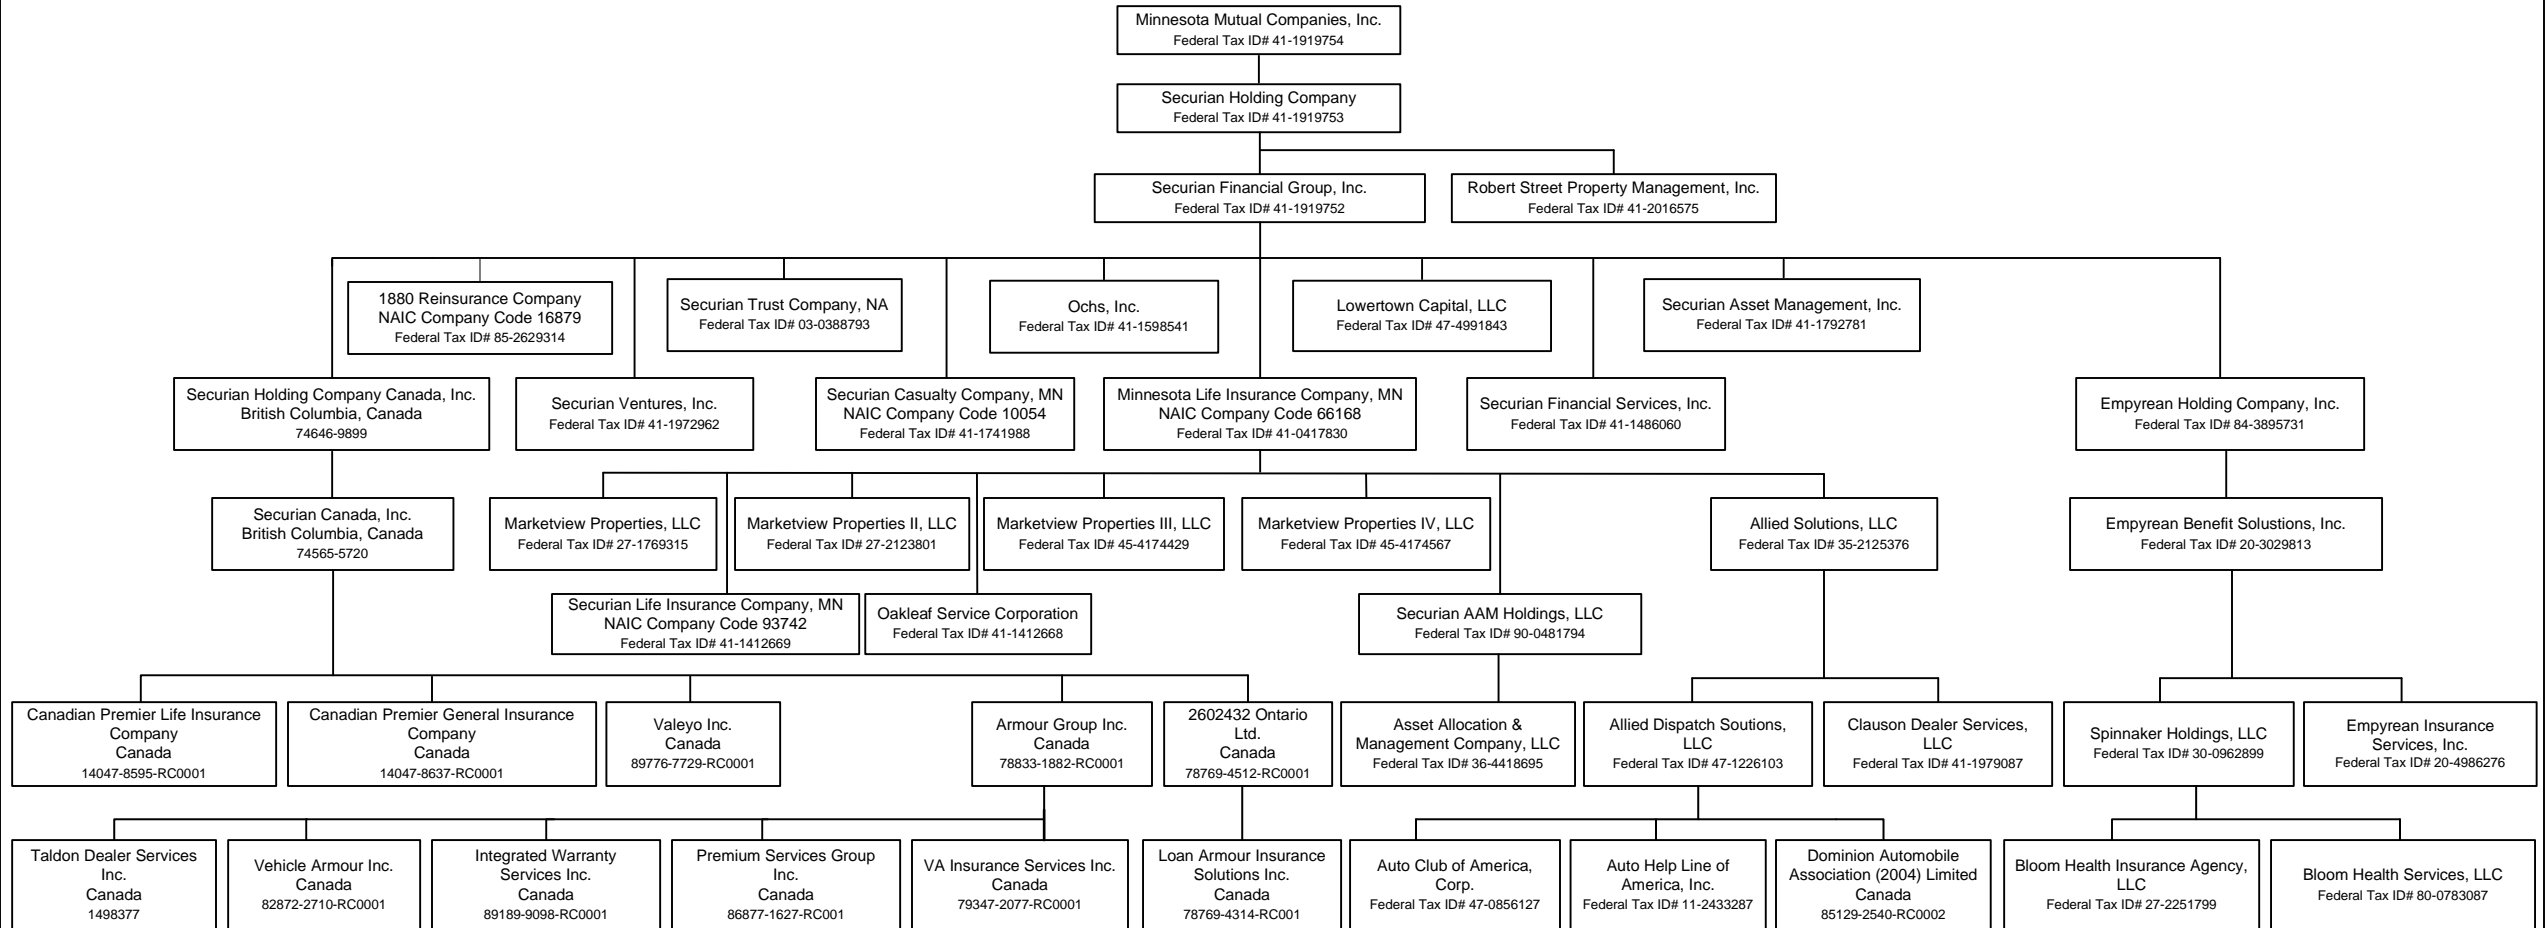 Minnesota Mutual Companies, Inc.
Federal Tax ID# 41-1919754
Securian Holding Company
Federal Tax ID# 41-1919753
Securian Financial Group, Inc.
Federal Tax ID# 41-1919752
Robert Street Property Management, Inc.
Federal Tax ID# 41-2016575
1880 Reinsurance Company
NAIC Company Code 16879
Federal Tax ID# 85-2629314
Securian Trust Company, NA
Federal Tax ID# 03-0388793
Ochs, Inc.
Federal Tax ID# 41-1598541
Lowertown Capital, LLC
Federal Tax ID# 47-4991843
Securian Asset Management, Inc.
Federal Tax ID# 41-1792781
Securian Holding Company Canada, Inc.
British Columbia, Canada
74646-9899
Securian Ventures, Inc.
Federal Tax ID# 41-1972962
Securian Casualty Company, MN
NAIC Company Code 10054
Federal Tax ID# 41-1741988
Minnesota Life Insurance Company, MN
NAIC Company Code 66168
Federal Tax ID# 41-0417830
Securian Financial Services, Inc.
Federal Tax ID# 41-1486060
Empyrean Holding Company, Inc.
Federal Tax ID# 84-3895731
Securian Canada, Inc.
British Columbia, Canada
74565-5720
Marketview Properties, LLC
Federal Tax ID# 27-1769315
Marketview Properties II, LLC
Federal Tax ID# 27-2123801
Marketview Properties III, LLC
Federal Tax ID# 45-4174429
Marketview Properties IV, LLC
Federal Tax ID# 45-4174567
Allied Solutions, LLC
Federal Tax ID# 35-2125376
Empyrean Benefit Solustions, Inc.
Federal Tax ID# 20-3029813
Securian Life Insurance Company, MN
NAIC Company Code 93742
Federal Tax ID# 41-1412669
Oakleaf Service Corporation
Federal Tax ID# 41-1412668
Securian AAM Holdings, LLC
Federal Tax ID# 90-0481794
Canadian Premier Life Insurance
Company
Canada
14047-8595-RC0001
Canadian Premier General Insurance
Company
Canada
14047-8637-RC0001
Valeyo Inc.
Canada
89776-7729-RC0001
Armour Group Inc.
Canada
78833-1882-RC0001
2602432 Ontario
Ltd.
Canada
78769-4512-RC0001
Asset Allocation &
Management Company, LLC
Federal Tax ID# 36-4418695
Allied Dispatch Soutions,
LLC
Federal Tax ID# 47-1226103
Clauson Dealer Services,
LLC
Federal Tax ID# 41-1979087
Spinnaker Holdings, LLC
Federal Tax ID# 30-0962899
Empyrean Insurance
Services, Inc.
Federal Tax ID# 20-4986276
Taldon Dealer Services
Inc.
Canada
1498377
Vehicle Armour Inc.
Canada
82872-2710-RC0001
Integrated Warranty
Services Inc.
Canada
89189-9098-RC0001
Premium Services Group
Inc.
Canada
86877-1627-RC001
VA Insurance Services Inc.
Canada
79347-2077-RC0001
Loan Armour Insurance
Solutions Inc.
Canada
78769-4314-RC001
Auto Club of America,
Corp.
Federal Tax ID# 47-0856127
Auto Help Line of
America, Inc.
Federal Tax ID# 11-2433287
Dominion Automobile
Association (2004) Limited
Canada
85129-2540-RC0002
Bloom Health Insurance Agency,
LLC
Federal Tax ID# 27-2251799
Bloom Health Services, LLC
Federal Tax ID# 80-0783087